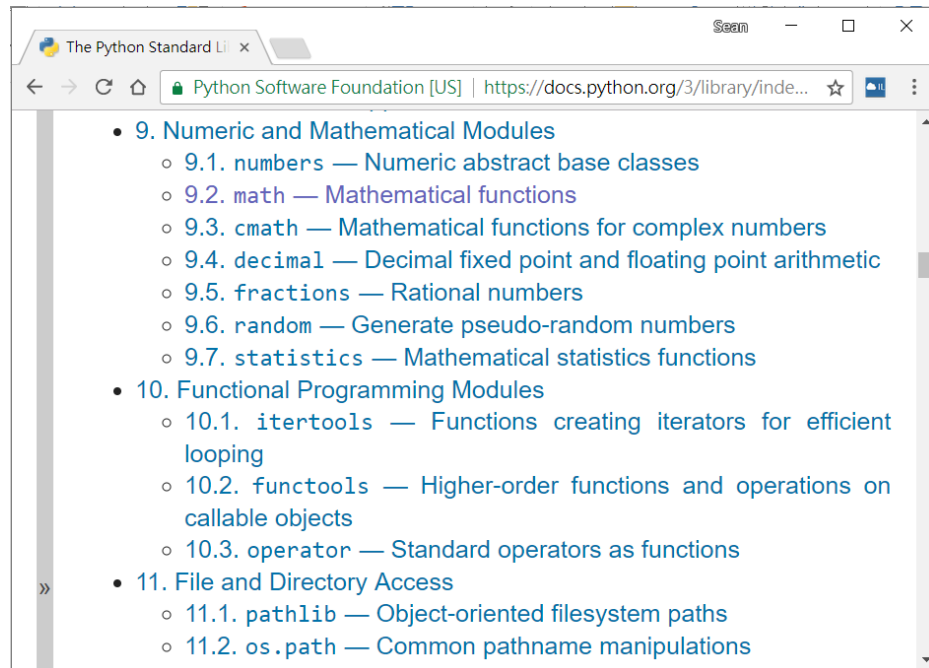 Sean
The Python Standard Li
Python Software Foundation [US] | https://docs.python.org/3/library/inde...
9. Numeric and Mathematical Modules
9.1. numbers — Numeric abstract base classes
9.2. math — Mathematical functions
9.3. cmath — Mathematical functions for complex numbers
9.4. decimal — Decimal fixed point and floating point arithmetic
9.5. fractions — Rational numbers
9.6. random — Generate pseudo-random numbers
9.7. statistics — Mathematical statistics functions
10. Functional Programming Modules
10.1. itertools — Functions creating iterators for efficient
looping
10.2. functools — Higher-order functions and operations on
callable objects
10.3. operator — Standard operators as functions
»
11. File and Directory Access
11.1. pathlib — Object-oriented filesystem paths
11.2. os.path — Common pathname manipulations